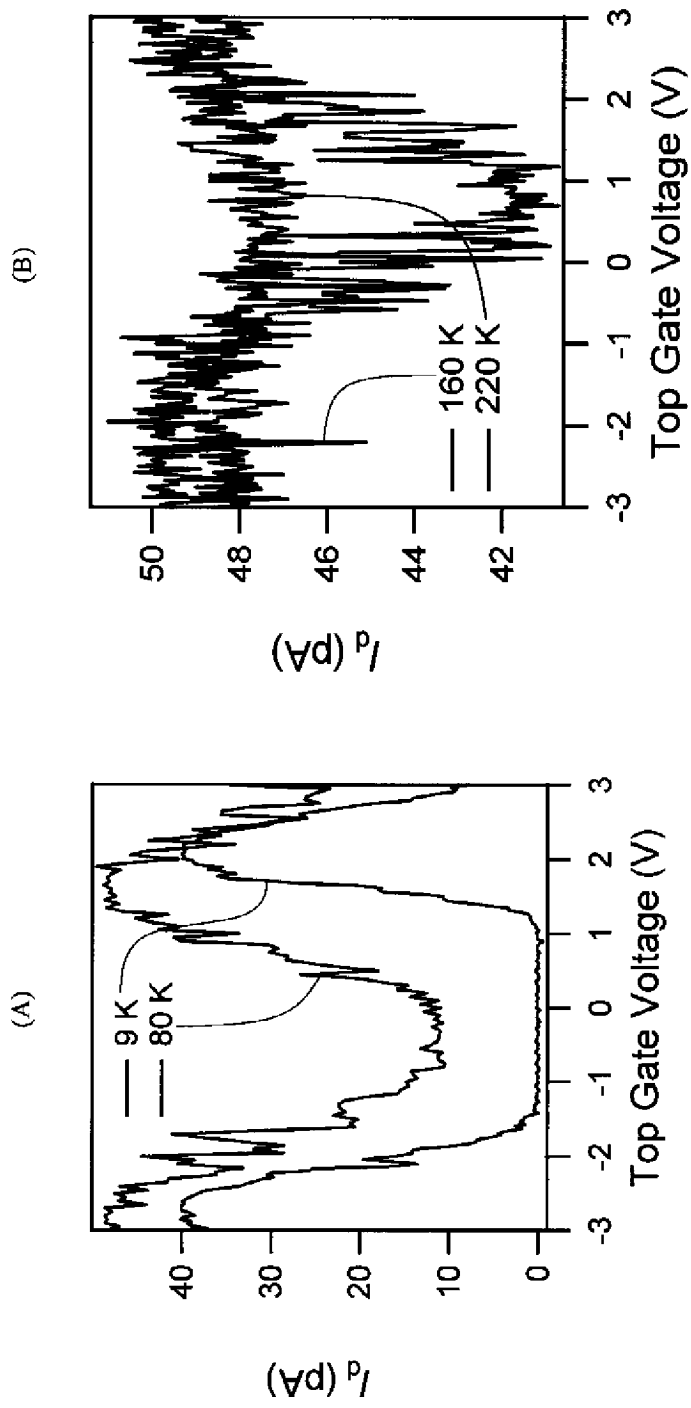 (A)
I_d (pA)
40
30
20
10
0
9 K
80 K
-3 -2 -1 0 1 2 3
Top Gate Voltage (V)
(B)
I_d (pA)
50
48
46
44
42
160 K
220 K
-3 -2 -1 0 1 2 3
Top Gate Voltage (V)